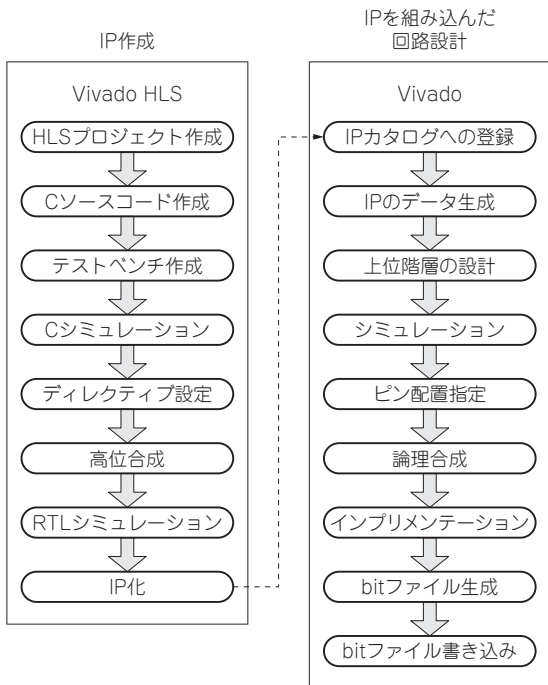 IP作成
Vivado HLS
HLSプロジェクト作成
Cソースコード作成
テストベンチ作成
Cシミュレーション
ディレクティブ設定
高位合成
RTLシミュレーション
IP化
IPを組み込んだ
回路設計
Vivado
IPカタログへの登録
IPのデータ生成
上位階層の設計
シミュレーション
ピン配置指定
論理合成
インプリメンテーション
bitファイル生成
bitファイル書き込み